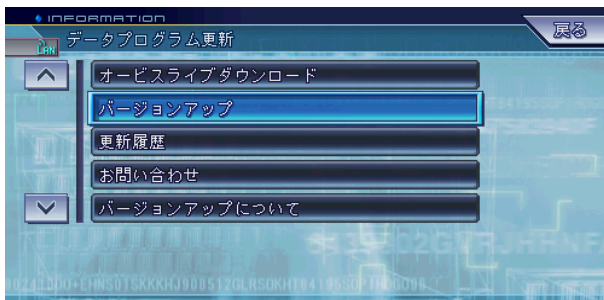 INFORMATION
戻る
LAN
データプログラム更新
オービスライブダウンロード
バージョンアップ
更新履歴
お問い合わせ
バージョンアップについて